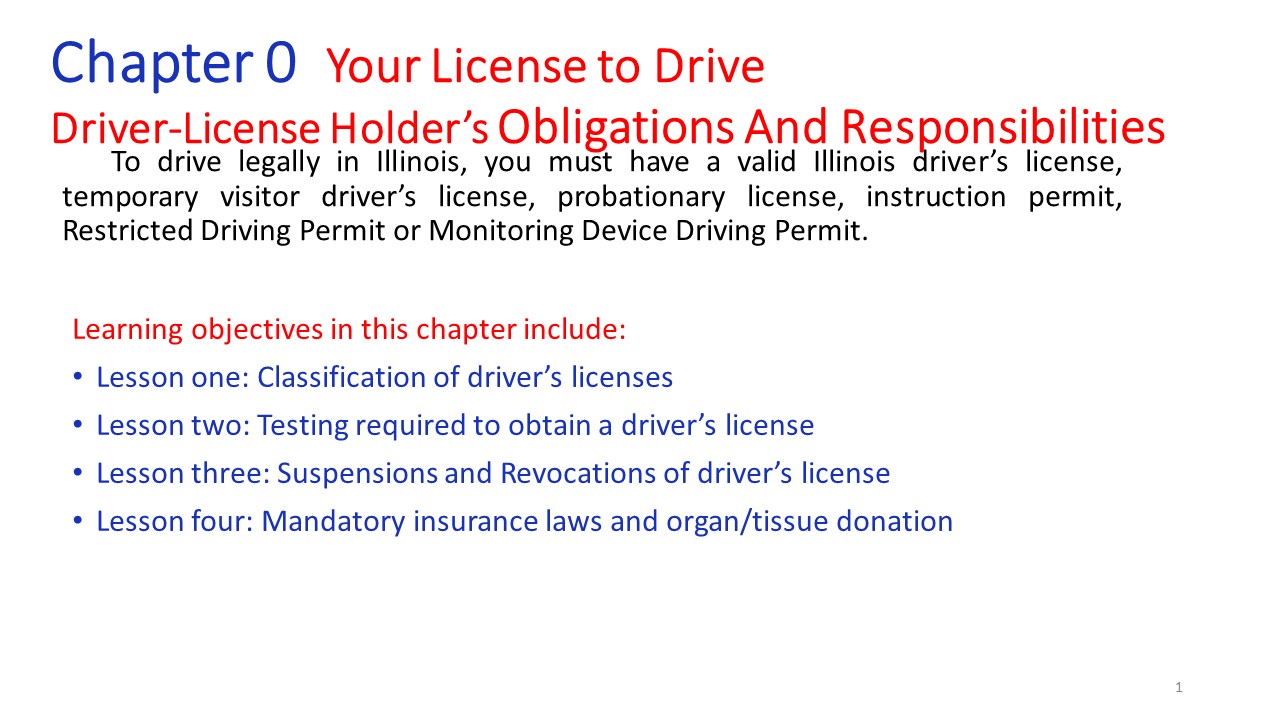 Chapter 0 Your License to Drive
Driver-License Holder’s Obligations And Responsibilities
To drive legally in Illinois, you must have a valid Illinois driver’s license,
temporary visitor driver’s license, probationary license, instruction permit,
Restricted Driving Permit or Monitoring Device Driving Permit.
Learning objectives in this chapter include:
• Lesson one: Classification of driver’s licenses
• Lesson two: Testing required to obtain a driver’s license
• Lesson three: Suspensions and Revocations of driver’s license
• Lesson four: Mandatory insurance laws and organ/tissue donation
1